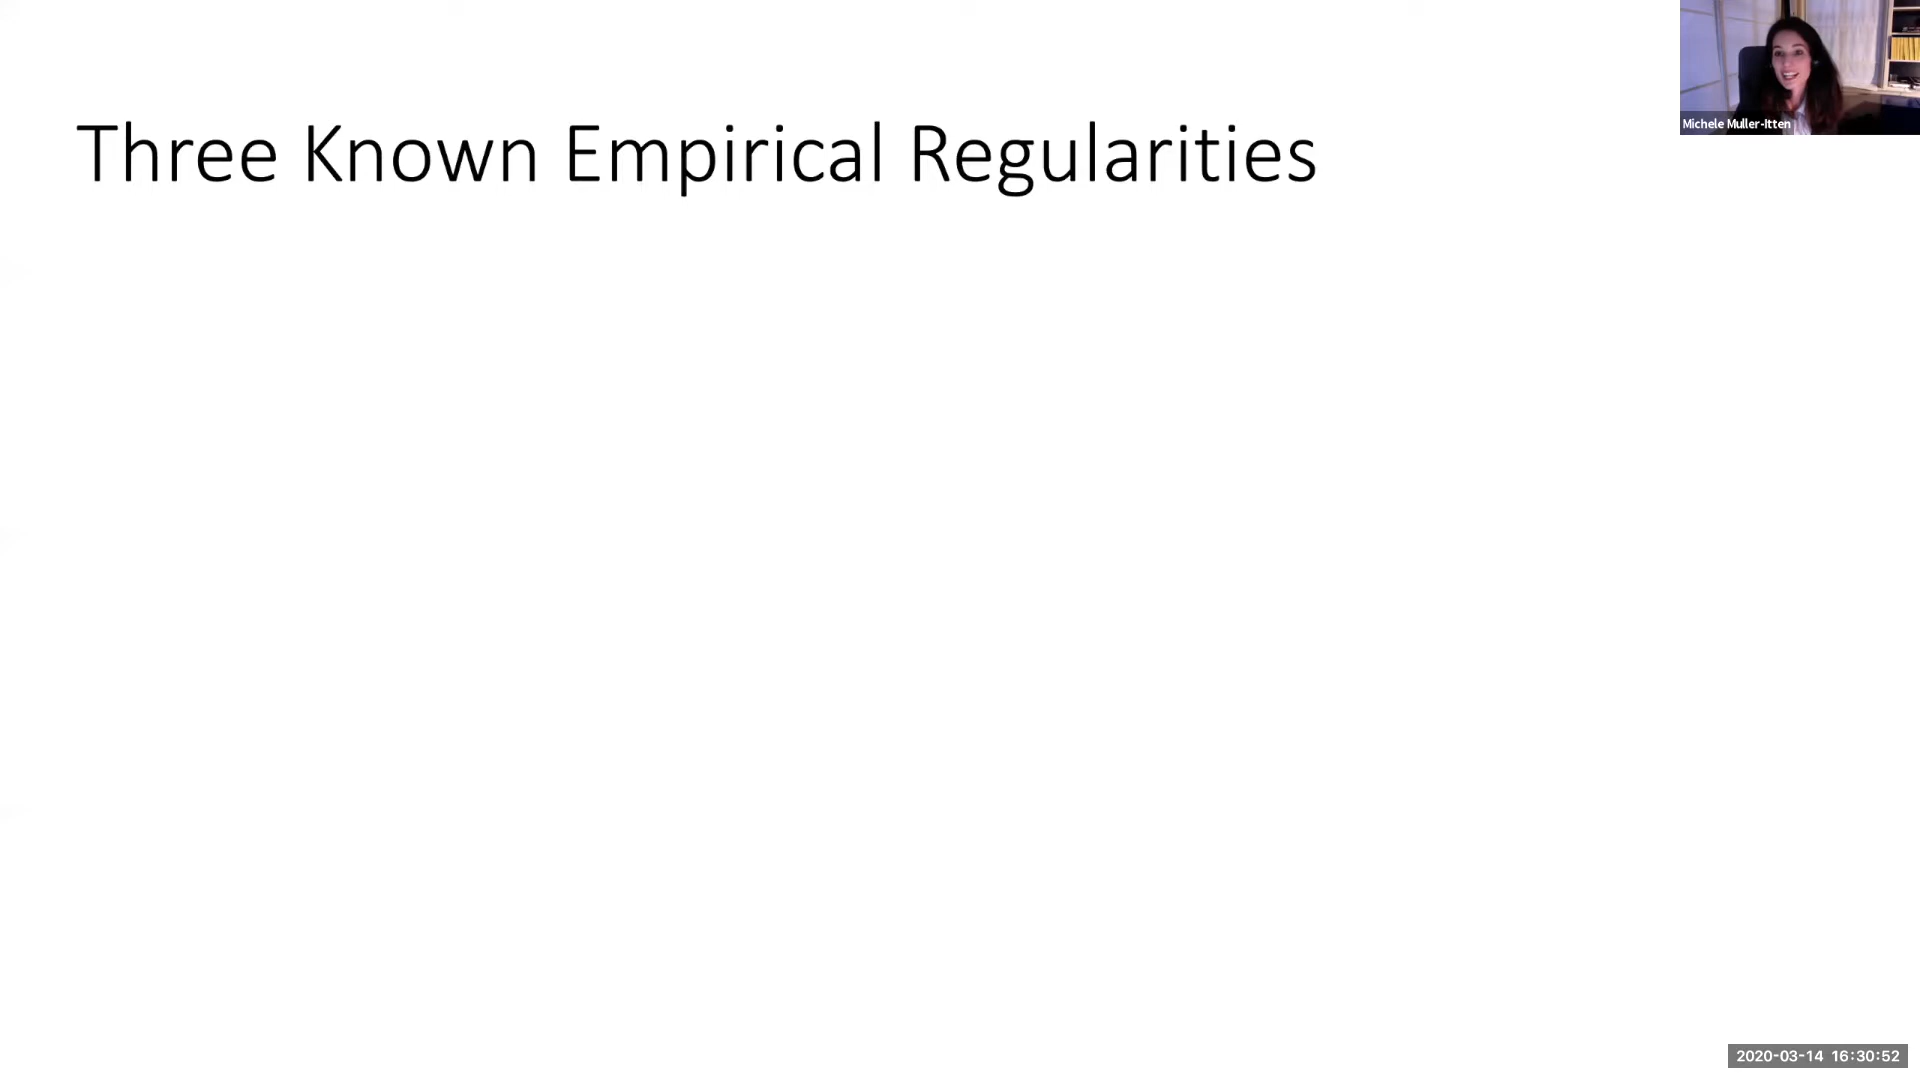 Three Known Empirical Regularities
Michele Muller-Itten
2020-03-14 16:30:52